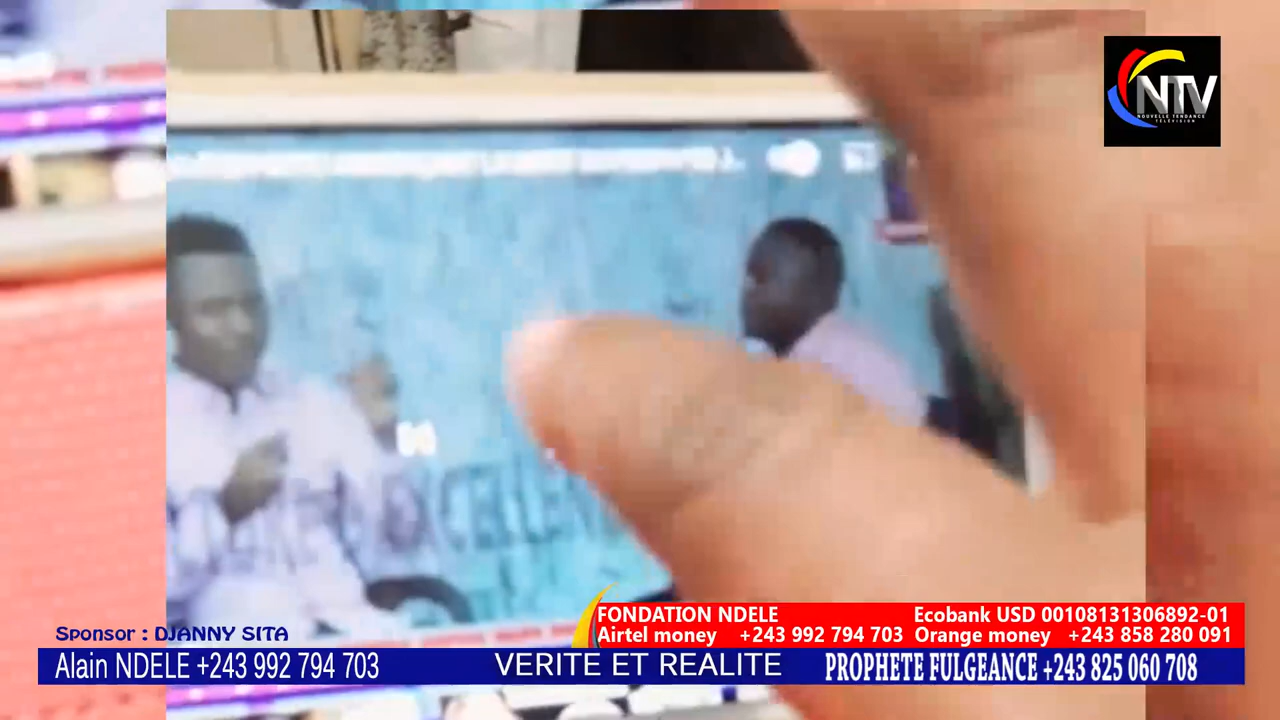 NTV
NOUVELLE TENDANCE
TÉLÉVISION
FONDATION NDELE Ecobank USD 00108131306892-01
Airtel money +243 992 794 703 Orange money +243 858 280 091
Sponsor : DJANNY SITA
Alain NDELE +243 992 794 703 VERITE ET REALITE PROPHETE FULGEANCE +243 825 060 708